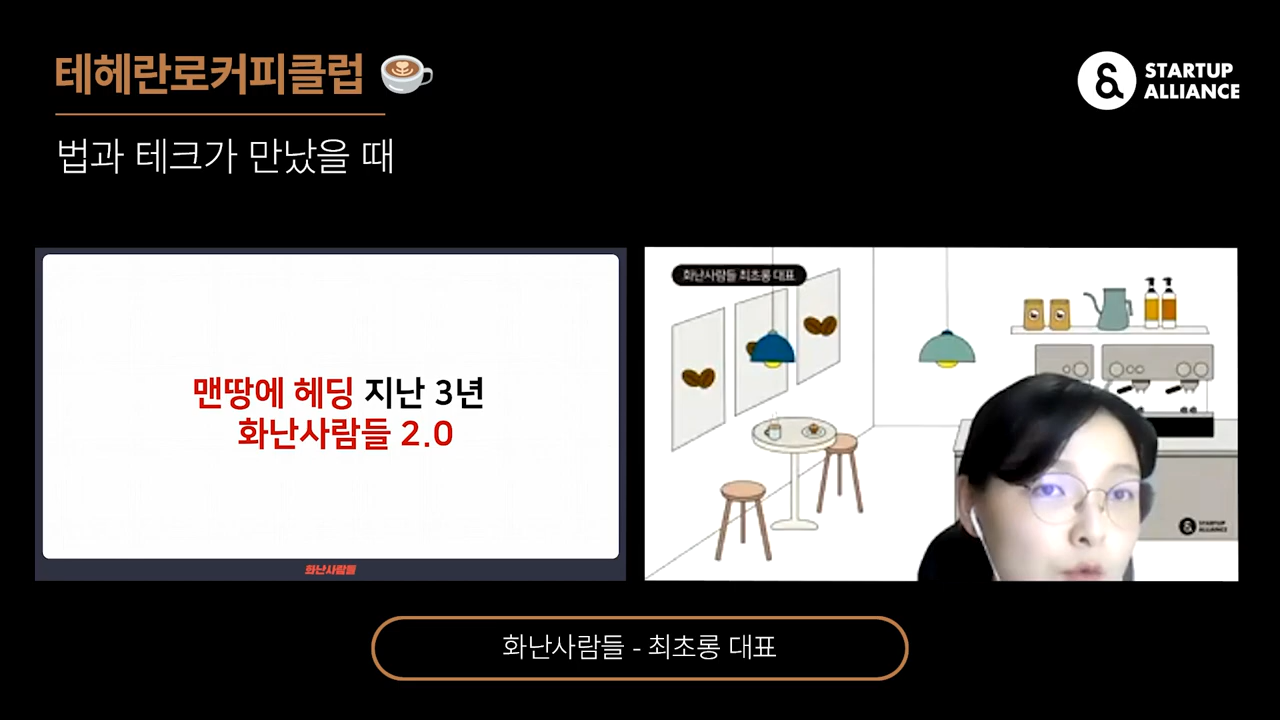 테헤란로커피클럽
STARTUP
ALLIANCE
법과 테크가 만났을 때
맨땅에 헤딩 지난 3년
화난사람들 2.0
화난사람들
화난사람들 최초롱 대표
STARTUP
ALLIANCE
화난사람들 - 최초롱 대표